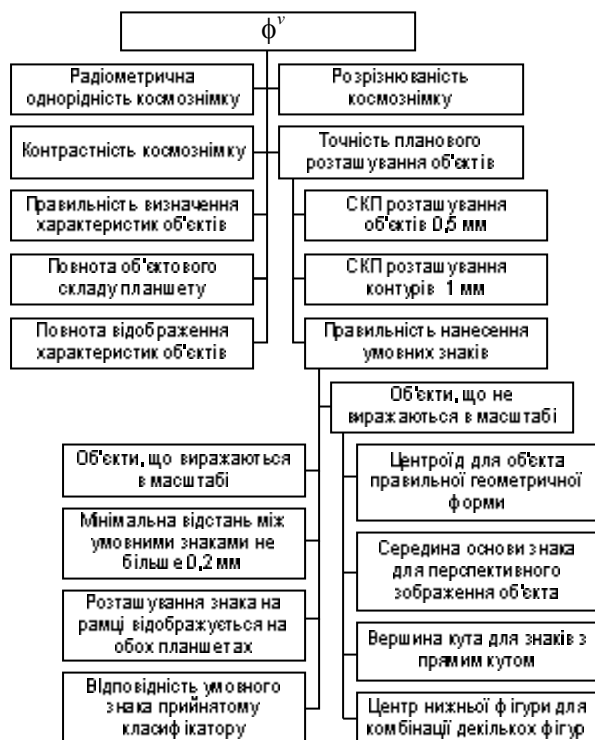 ϕᵛ
Радіометрична
однорідність космознімку
Розрізнюваність
космознімку
Контрастність космознімку
Точність планового
розташування об'єктів
Правильність визначення
характеристик об'єктів
СКП розташування
об'єктів 0,5 мм
Повнота об'єктового
складу планшету
СКП розташування
контурів 1 мм
Повнота відображення
характеристик об'єктів
Правильність нанесення
умовних знаків
Об'єкти, що не
виражаються в масштабі
Об'єкти, що виражаються
в масштабі
Центроїд для об'єкта
правильної геометричної
форми
Мінімальна відстань між
умовними знаками не
більше 0,2 мм
Середина основи знака
для перспективного
зображення об'єкта
Розташування знака на
рамці відображується на
обох планшетах
Вершина кута для знаків з
прямим кутом
Відповідність умовного
знака прийнятому
класифікатору
Центр нижньої фігури для
комбінації декількох фігур